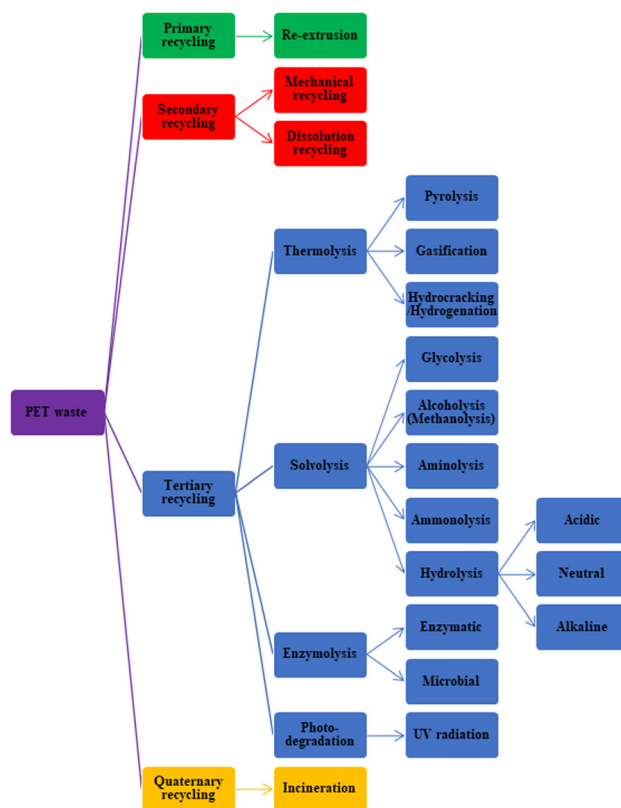 Primary
recycling
Re-extrusion
Secondary
recycling
Mechanical
recycling
Dissolution
recycling
PET waste
Tertiary
recycling
Thermolysis
Pyrolysis
Gasification
Hydrocracking
/Hydrogenation
Solvolysis
Glycolysis
Alcoholysis
(Methanolysis)
Aminolysis
Ammonolysis
Hydrolysis
Acidic
Neutral
Alkaline
Enzymolysis
Enzymatic
Microbial
Photo-
degradation
UV radiation
Quaternary
recycling
Incineration